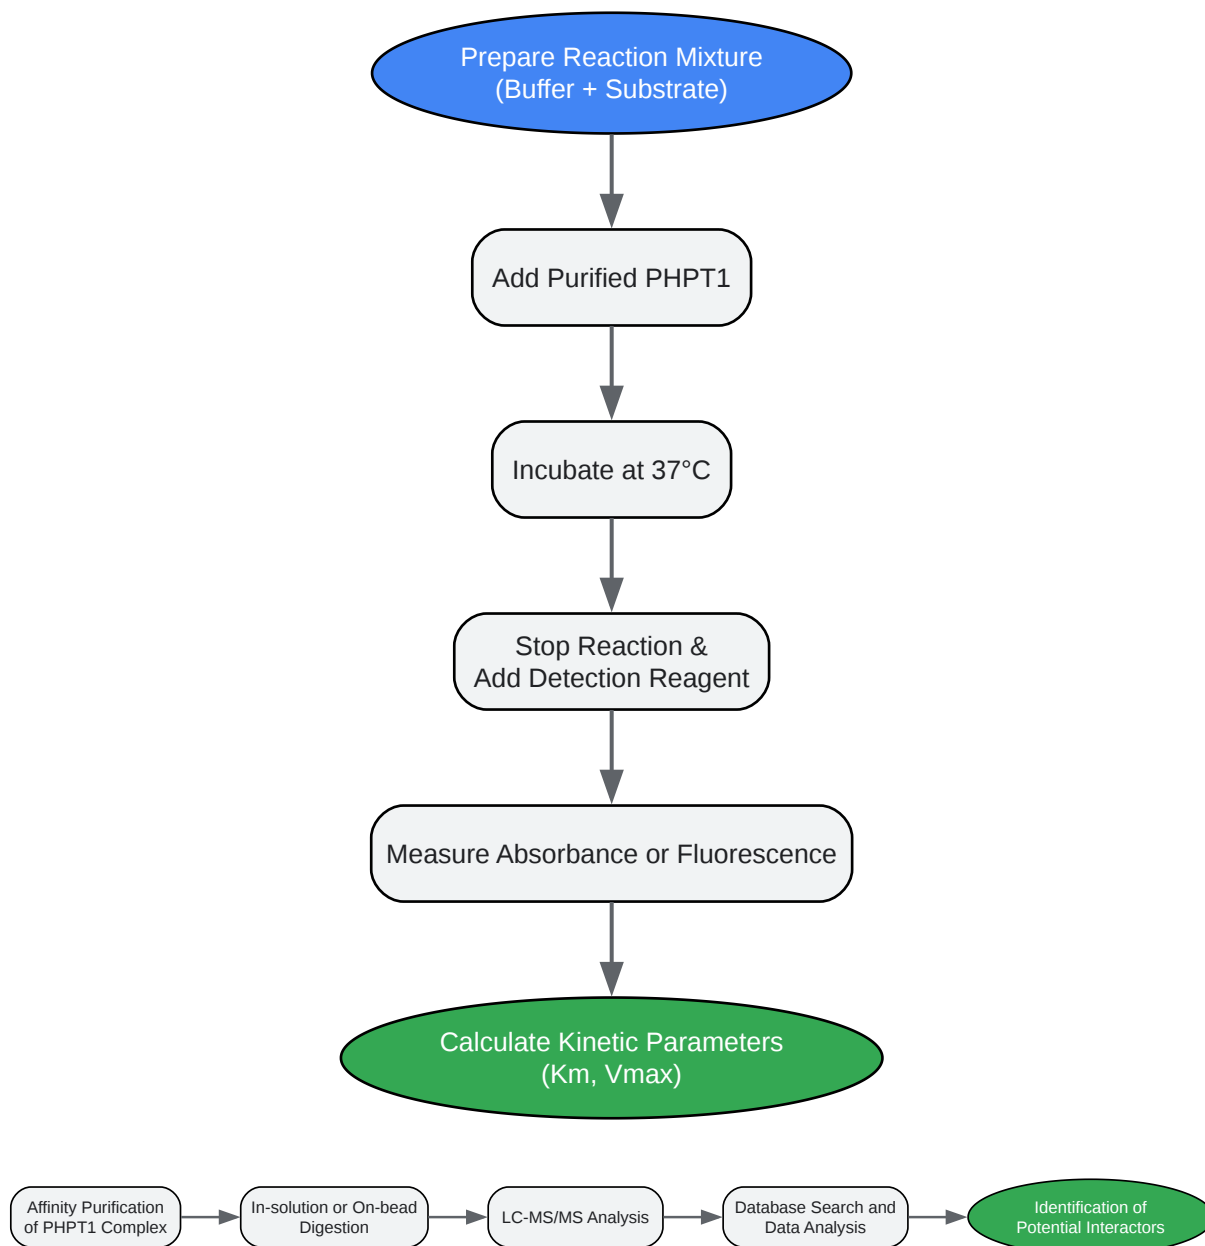 Prepare Reaction Mixture
(Buffer + Substrate)
Add Purified PHPT1
Incubate at 37°C
Stop Reaction &
Add Detection Reagent
Measure Absorbance or Fluorescence
Calculate Kinetic Parameters
(Km, Vmax)
Affinity Purification
of PHPT1 Complex
In-solution or On-bead
Digestion
LC-MS/MS Analysis
Database Search and
Data Analysis
Identification of
Potential Interactors